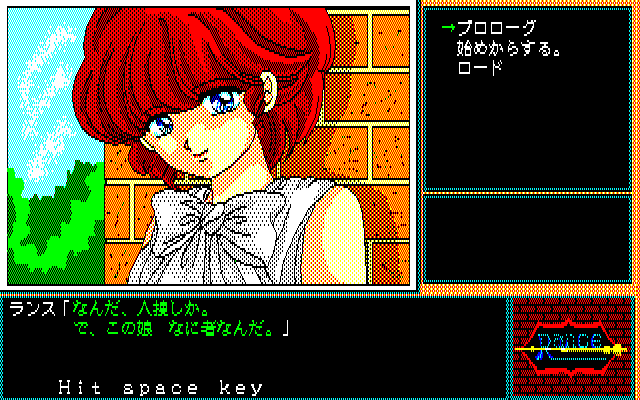 →プロローグ
始めからする。
ロード
ランス「なんだ、人捜しか。
で、この娘 なに者なんだ。」
Hit space key
Rance